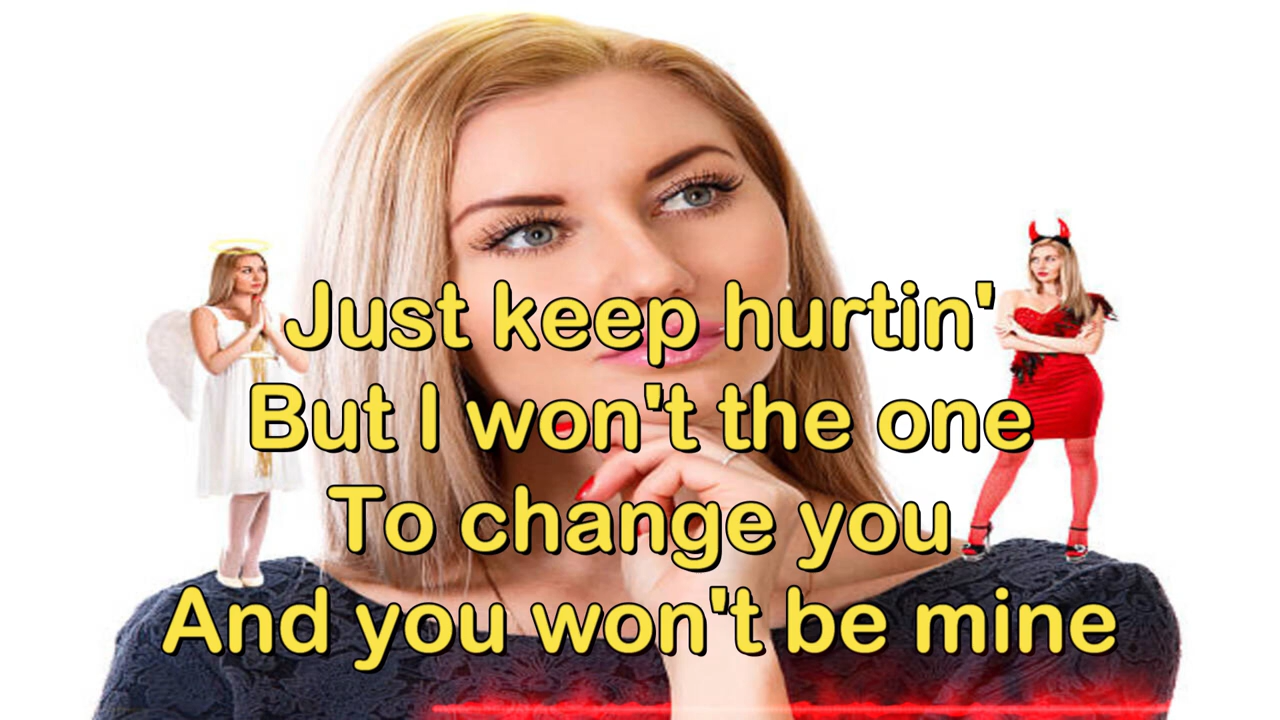 Just keep hurtin'
But I won't the one
To change you
And you won't be mine